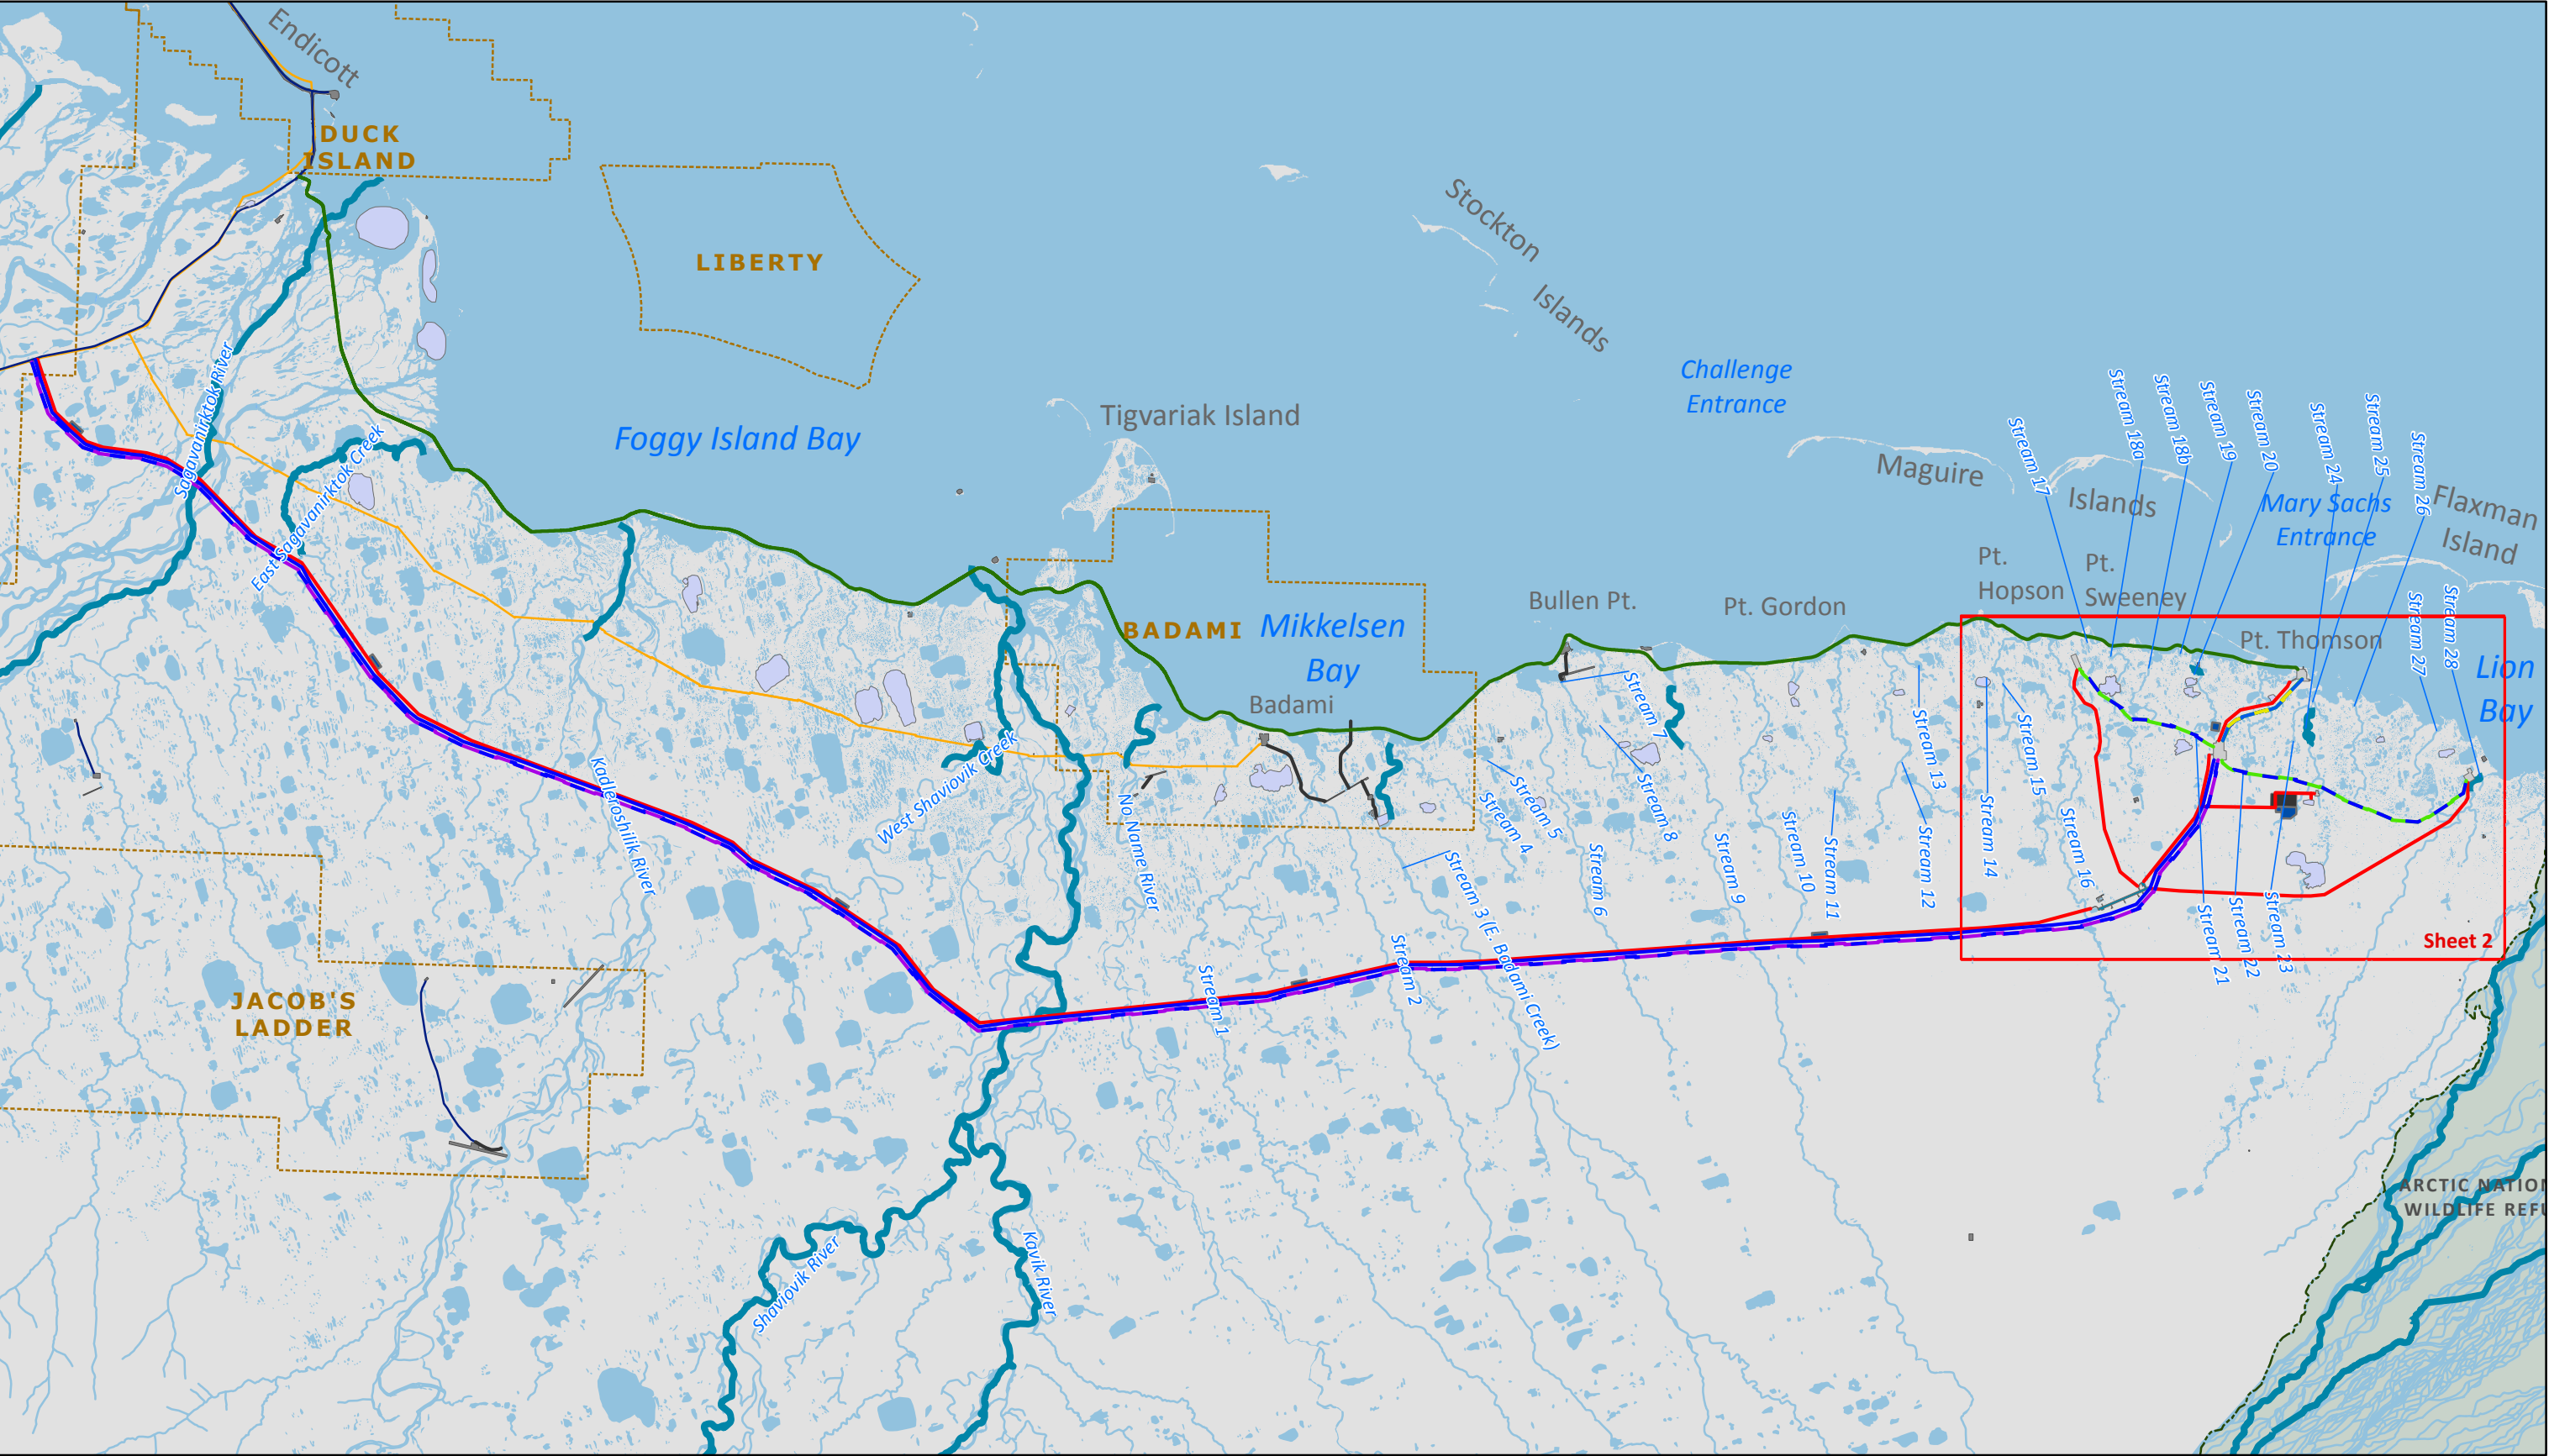 Endicott
DUCK
ISLAND
LIBERTY
Stockton
Islands
Challenge
Entrance
Foggy Island Bay
Tigvariak Island
Maguire
Islands
Mary Sachs
Entrance
Flaxman
Island
Stream 17
Stream 18a
Stream 18b
Stream 19
Stream 20
Stream 24
Stream 25
Stream 26
Stream 27
Stream 28
Sagavanirktok River
East Sagavanirktok Creek
Pt.
Hopson
Pt.
Sweeney
Bullen Pt.
Pt. Gordon
Pt. Thomson
BADAMI
Mikkelsen
Bay
Badami
Lion
Bay
Kadleroshilik River
West Shaviovik Creek
No Name River
Stream 1
Stream 2
Stream 3 (E. Badami Creek)
Stream 4
Stream 5
Stream 6
Stream 7
Stream 8
Stream 9
Stream 10
Stream 11
Stream 12
Stream 13
Stream 14
Stream 15
Stream 16
Stream 21
Stream 22
Stream 23
Sheet 2
JACOB'S
LADDER
Shaviovik River
Kavik River
ARCTIC NATION
WILDLIFE REFU